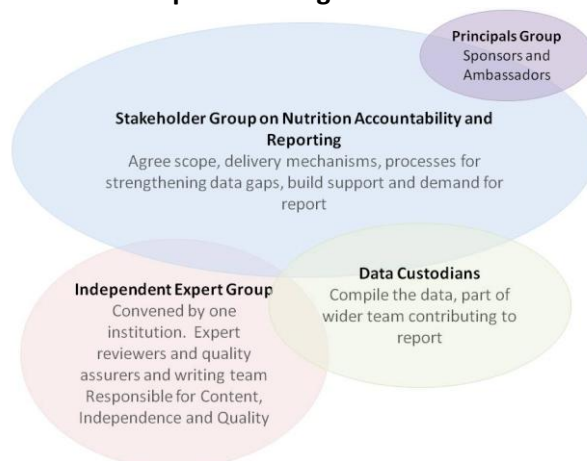 Principals Group
Sponsors and
Ambassadors
Stakeholder Group on Nutrition Accountability and
Reporting
Agree scope, delivery mechanisms, processes for
strengthening data gaps, build support and demand for
report
Independent Expert Group
Convened by one
institution. Expert
reviewers and quality
assurers and writing team
Responsible for Content,
Independence and Quality
Data Custodians
Compile the data, part of
wider team contributing to
report